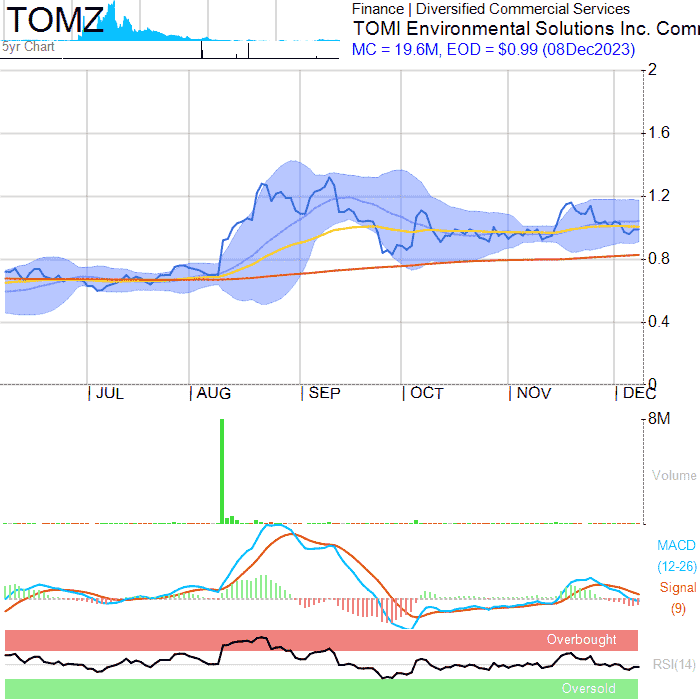 TOMZ
5yr Chart
Finance | Diversified Commercial Services
TOMI Environmental Solutions Inc. Com
MC = 19.6M, EOD = $0.99 (08Dec2023)
2
1.6
1.2
0.8
0.4
0
JUL
AUG
SEP
OCT
NOV
DEC
8M
Volume
MACD
(12-26)
Signal
(9)
Overbought
RSI(14)
Oversold